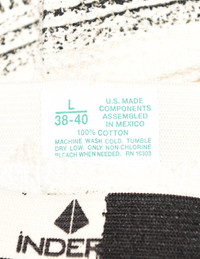 L
38-40
U.S. MADE
COMPONENTS
ASSEMBLED
IN MEXICO
100% COTTON
MACHINE WASH COLD. TUMBLE
DRY LOW. ONLY NON-CHLORINE
BLEACH WHEN NEEDED. RN 15003
INDER